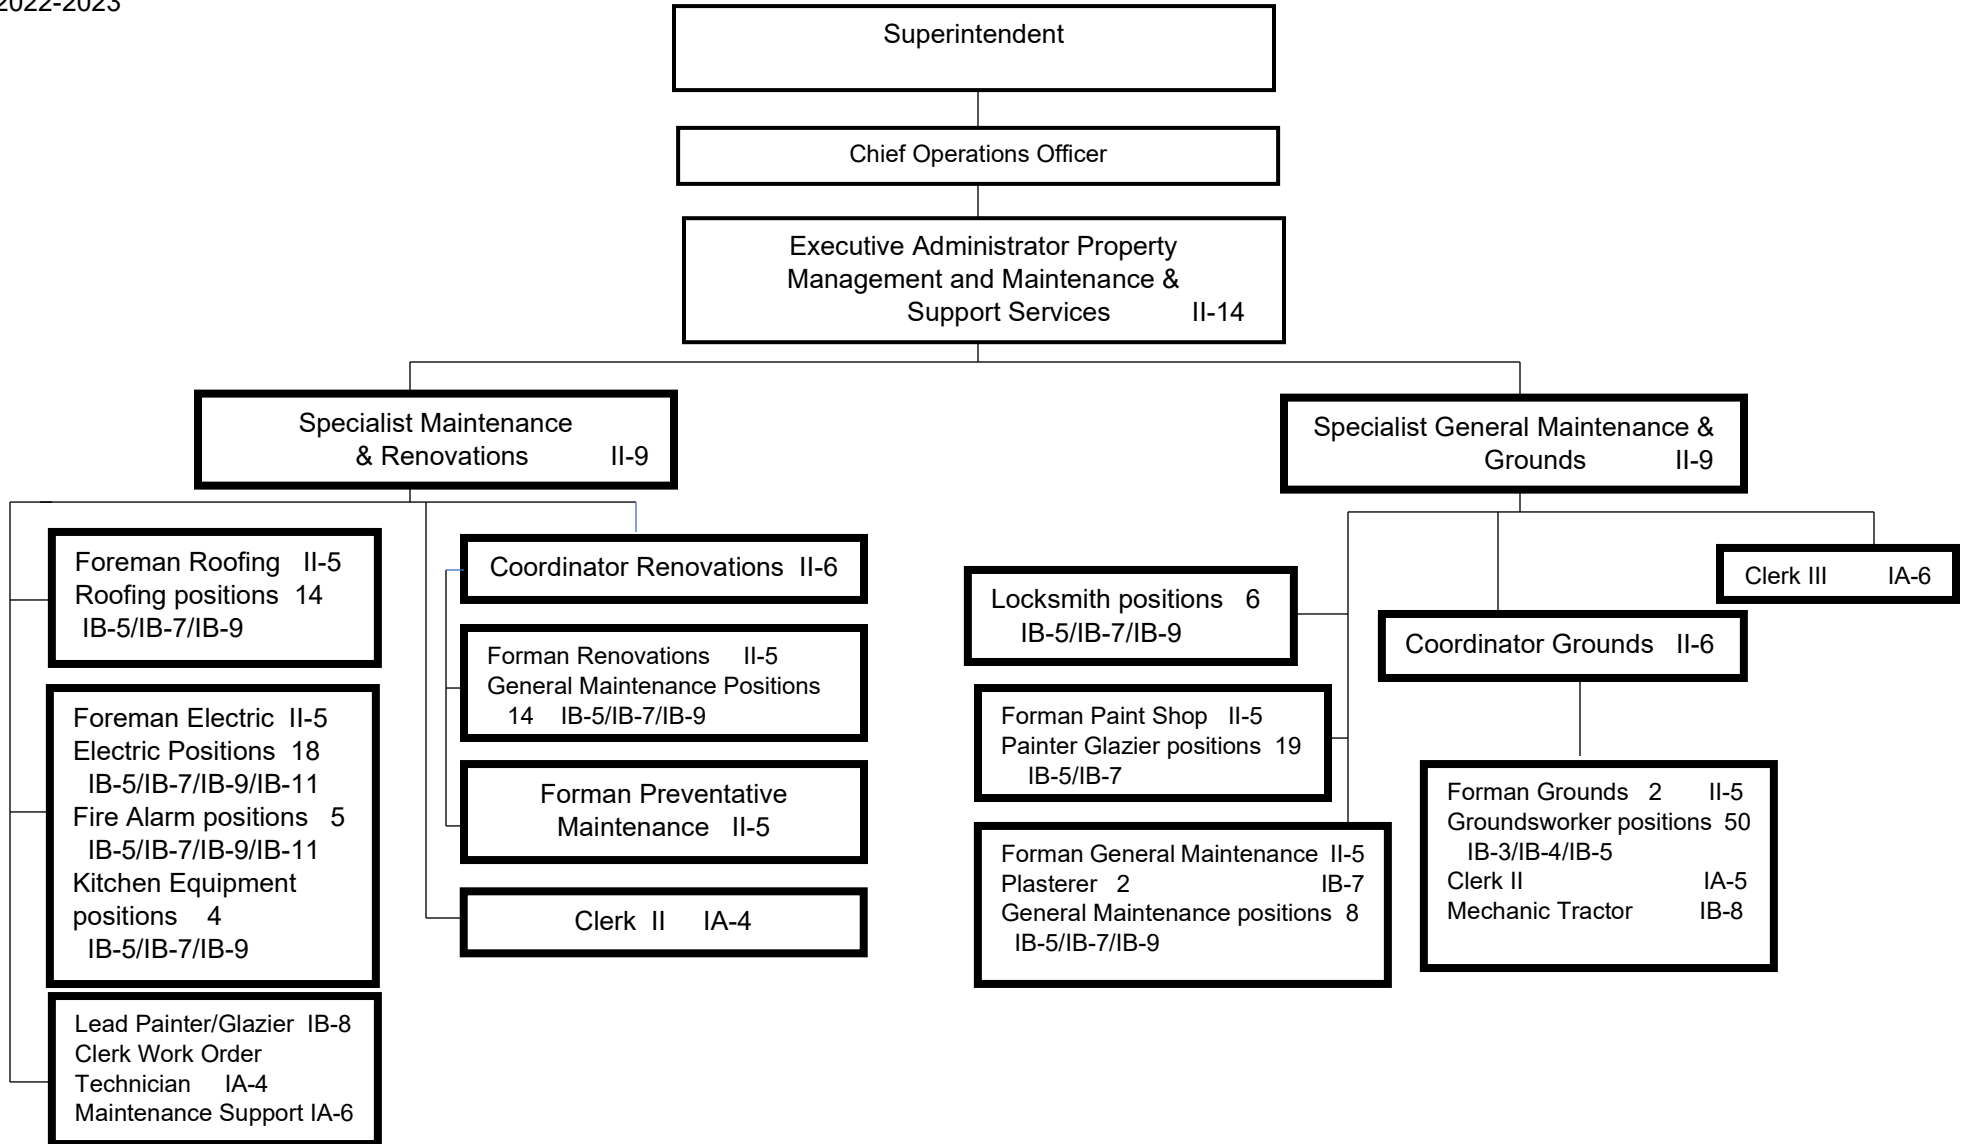 2022-2023
Superintendent
Chief Operations Officer
Executive Administrator Property
Management and Maintenance &
Support Services II-14
Specialist Maintenance
& Renovations II-9
Specialist General Maintenance &
Grounds II-9
Foreman Roofing II-5
Roofing positions 14
IB-5/IB-7/IB-9
Foreman Electric II-5
Electric Positions 18
IB-5/IB-7/IB-9/IB-11
Fire Alarm positions 5
IB-5/IB-7/IB-9/IB-11
Kitchen Equipment
positions 4
IB-5/IB-7/IB-9
Lead Painter/Glazier IB-8
Clerk Work Order
Technician IA-4
Maintenance Support IA-6
Coordinator Renovations II-6
Forman Renovations II-5
General Maintenance Positions
14 IB-5/IB-7/IB-9
Forman Preventative
Maintenance II-5
Clerk II IA-4
Locksmith positions 6
IB-5/IB-7/IB-9
Forman Paint Shop II-5
Painter Glazier positions 19
IB-5/IB-7
Forman General Maintenance II-5
Plasterer 2 IB-7
General Maintenance positions 8
IB-5/IB-7/IB-9
Clerk III IA-6
Coordinator Grounds II-6
Forman Grounds 2 II-5
Groundsworker positions 50
IB-3/IB-4/IB-5
Clerk II IA-5
Mechanic Tractor IB-8